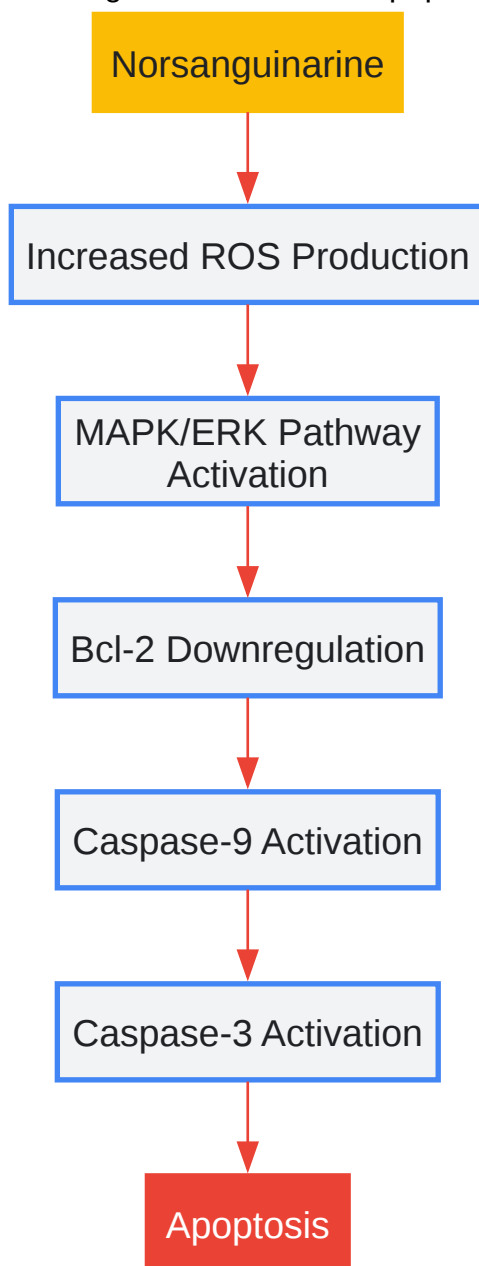 Norsanguinarine
Increased ROS Production
MAPK/ERK Pathway
Activation
Bcl-2 Downregulation
Caspase-9 Activation
Caspase-3 Activation
Apoptosis